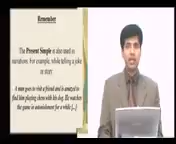 Remember
The Present Simple is also used in
narrations. For example, while telling a joke
or story
A man goes to visit a friend and is amazed to
find him playing chess with his dog. He watches
the game in astonishment for a while [...]